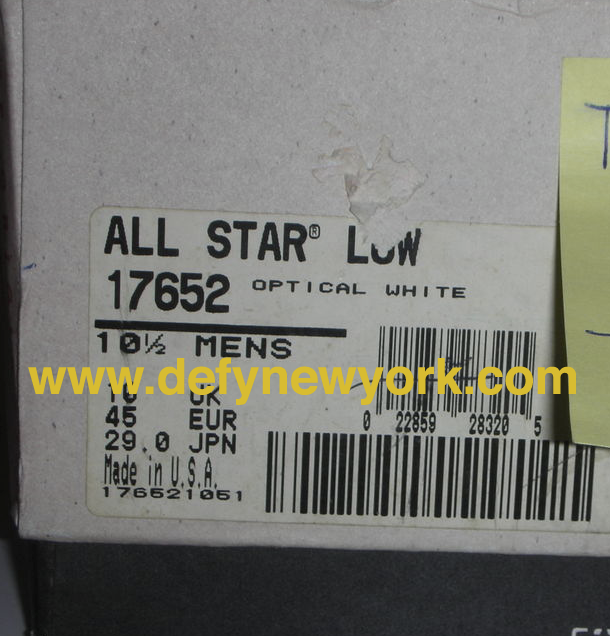 ALL STAR® LOW
17652 OPTICAL WHITE
10½ MENS
www.defynewyork.com
UK
45 EUR
29.0 JPN
Made in U.S.A.
176521051
0 22859 28320 5
T